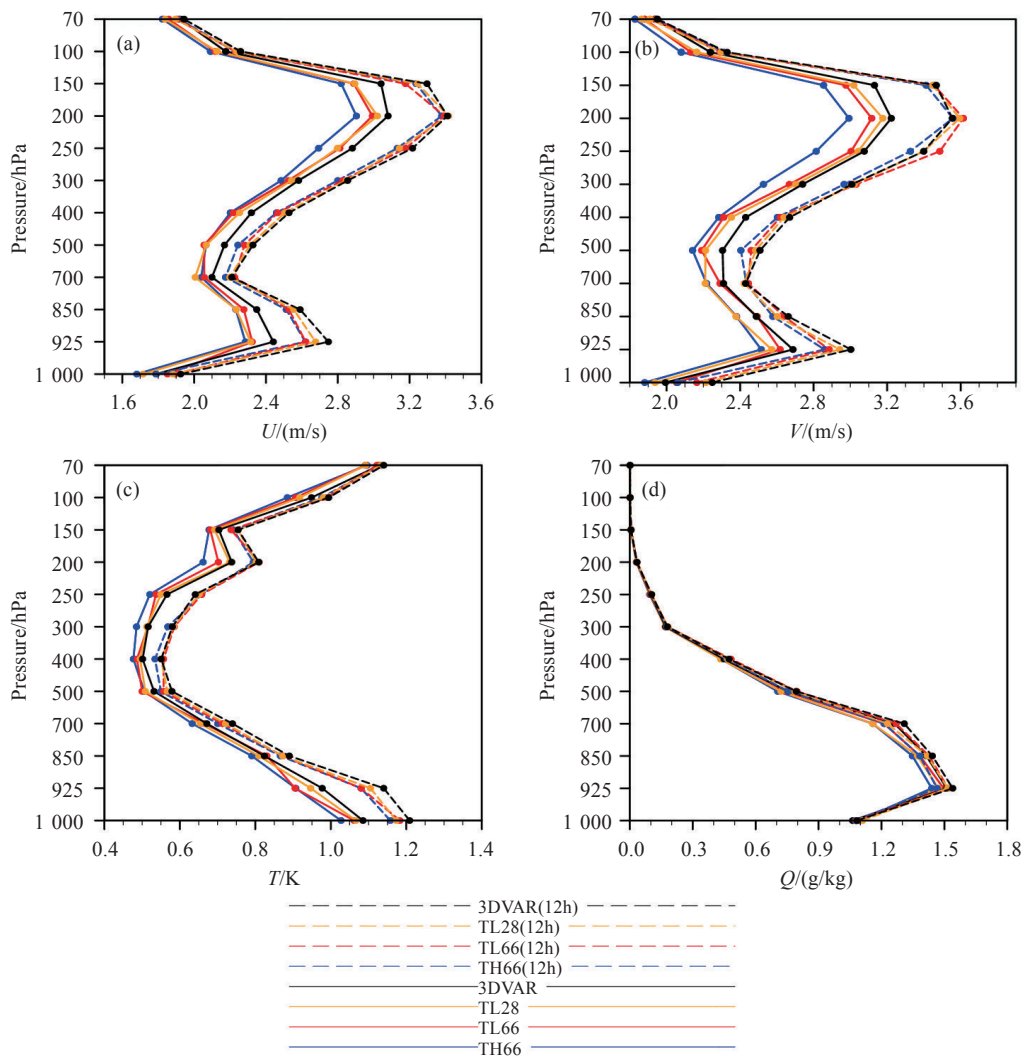 (a)
70
100
150
200
250
300
400
500
700
850
925
1 000
Pressure/hPa
1.6 2.0 2.4 2.8 3.2 3.6
U/(m/s)
(b)
70
100
150
200
250
300
400
500
700
850
925
1 000
Pressure/hPa
2.0 2.4 2.8 3.2 3.6
V/(m/s)
(c)
70
100
150
200
250
300
400
500
700
850
925
1 000
Pressure/hPa
0.4 0.6 0.8 1.0 1.2 1.4
T/K
(d)
70
100
150
200
250
300
400
500
700
850
925
1 000
Pressure/hPa
0.0 0.3 0.6 0.9 1.2 1.5 1.8
Q/(g/kg)
3DVAR(12h)
TL28(12h)
TL66(12h)
TH66(12h)
3DVAR
TL28
TL66
TH66